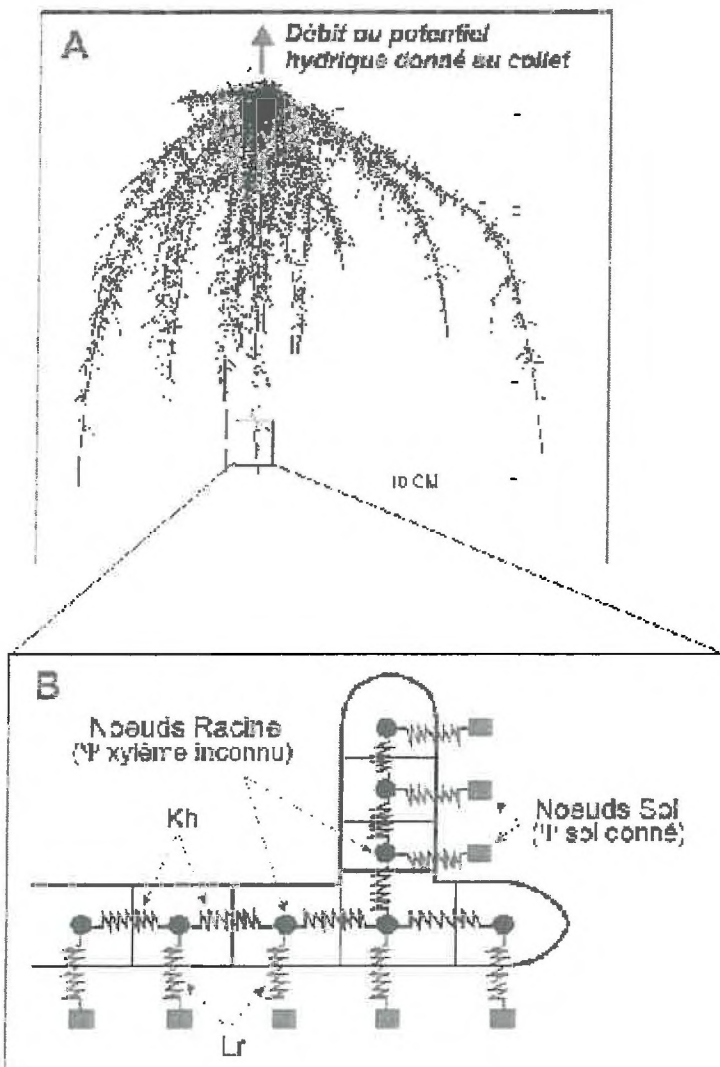 A
Débit ou potentiel
hydrique donné au collet
10 CM
B
Noeuds Racine
(Ψ xylème inconnu)
Kh
Noeuds Sol
(Ψ sol donné)
Lr